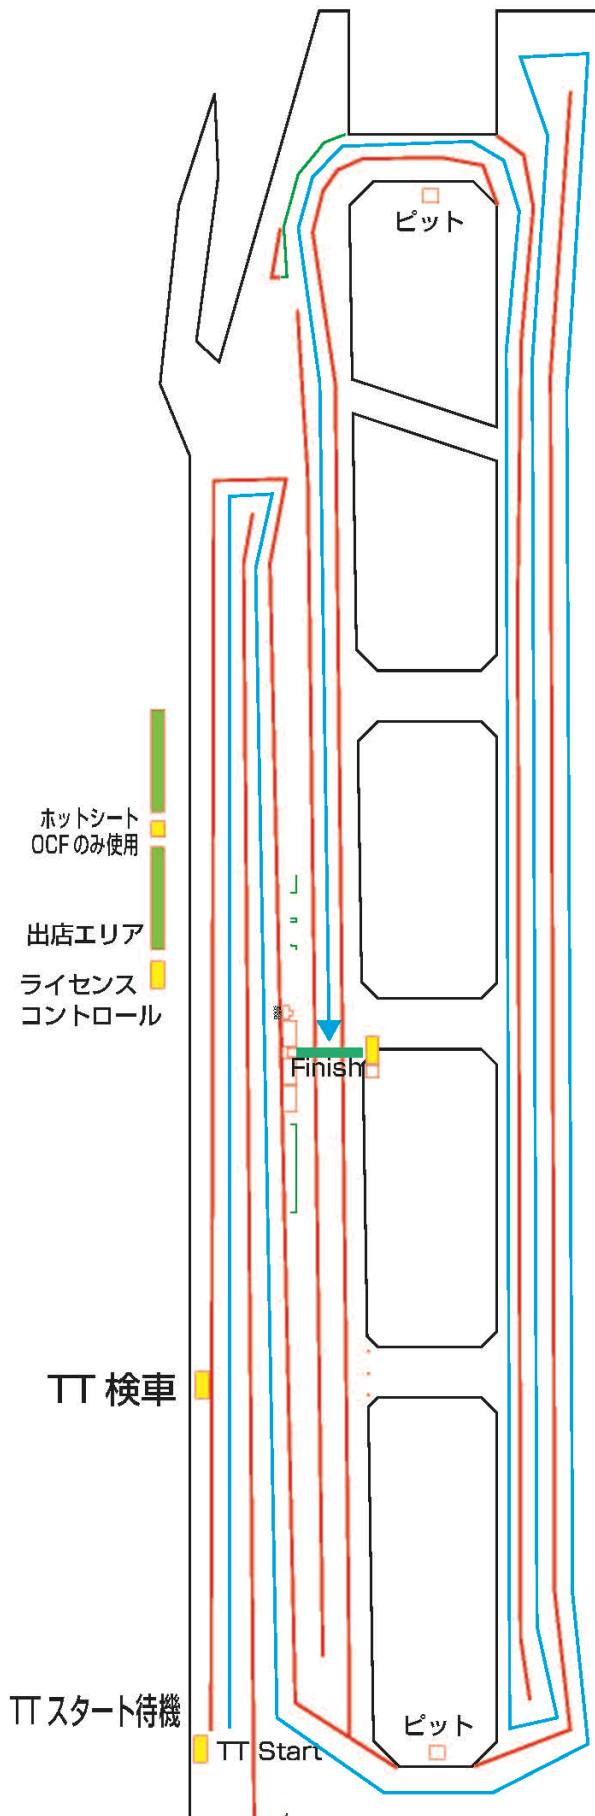 ピット
ホットシート
OCFのみ使用
出店エリア
ライセンス
コントロール
Finish
TT 検車
TT スタート待機
ピット
TT Start